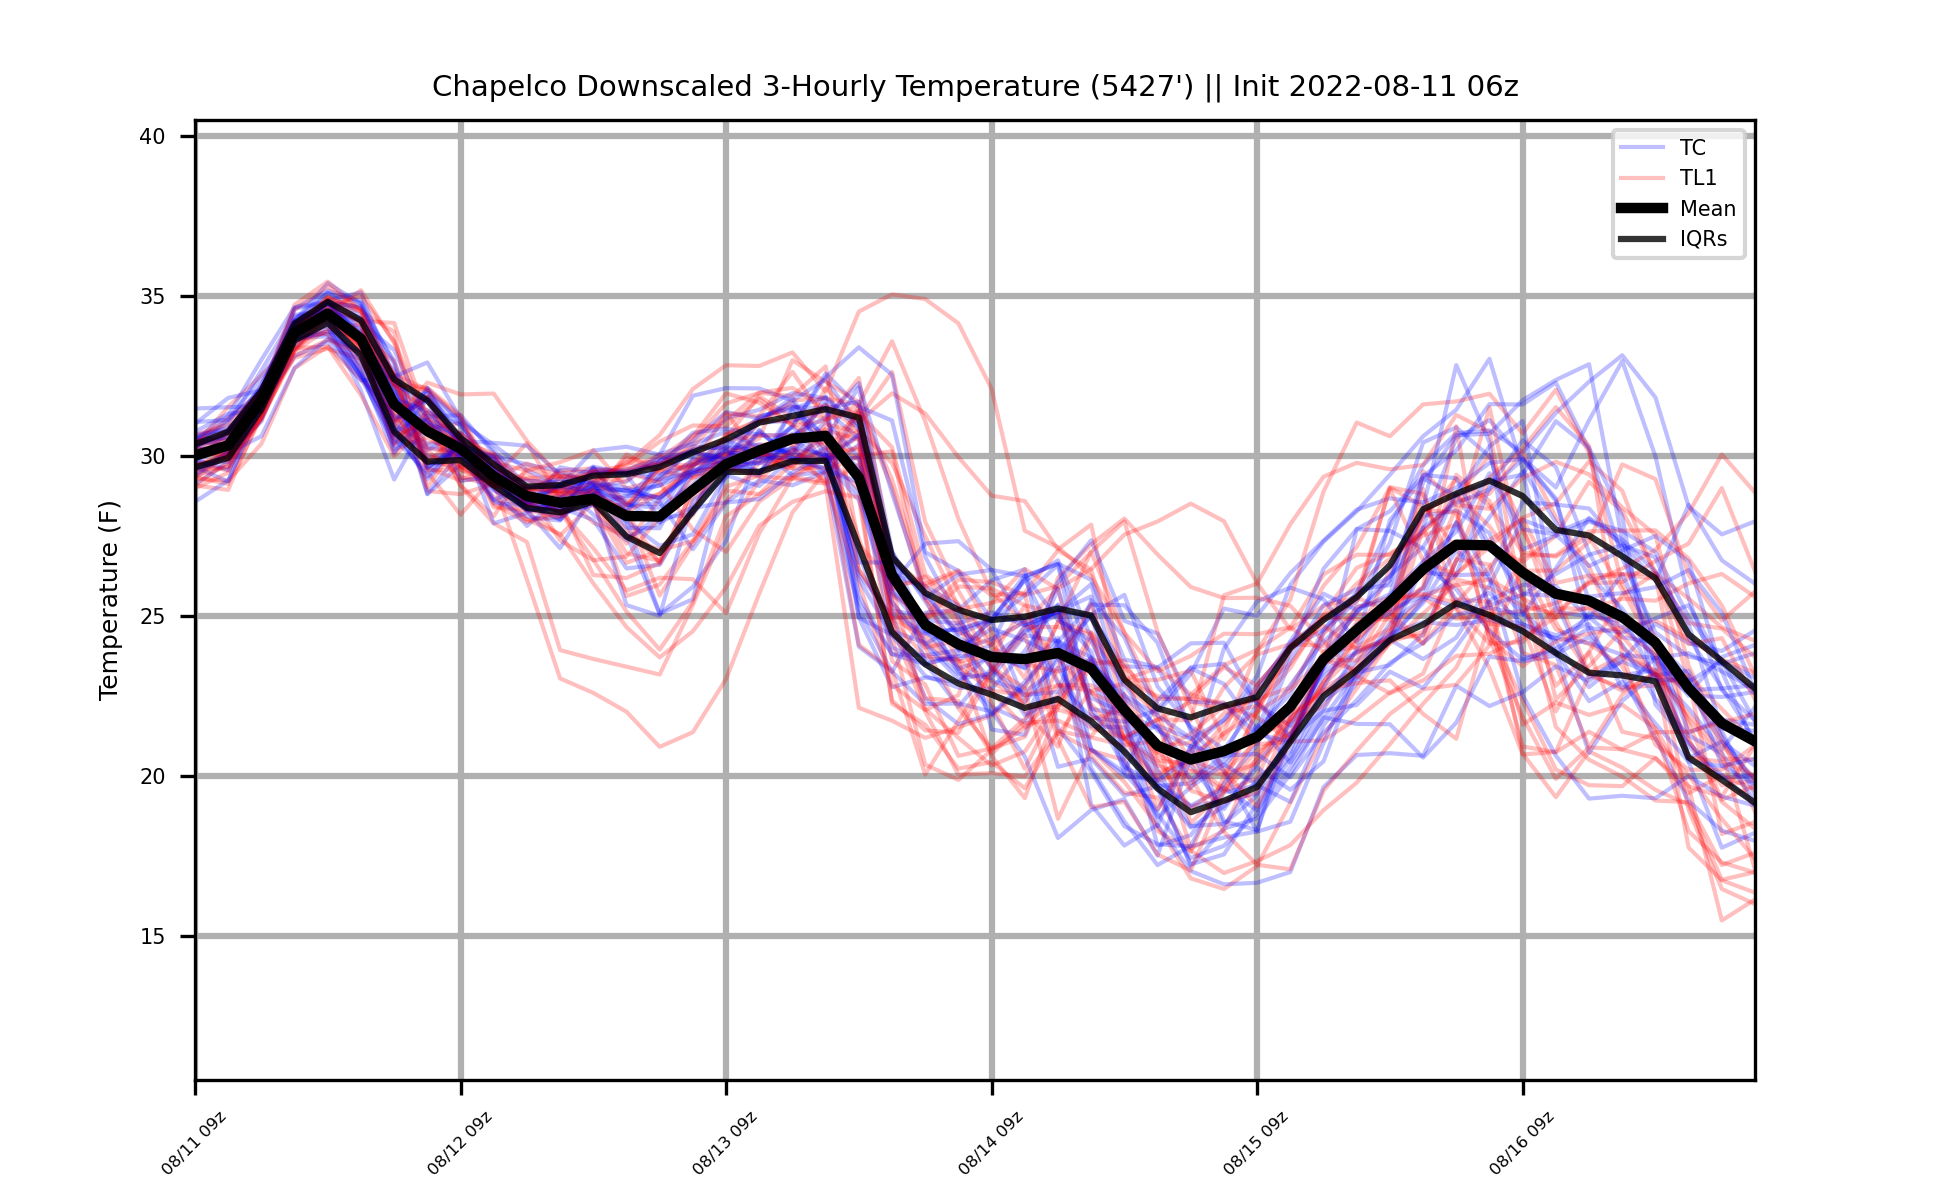 Chapelco Downscaled 3-Hourly Temperature (5427') || Init 2022-08-11 06z
TC
TL1
Mean
IQRs
Temperature (F)
40
35
30
25
20
15
08/11 09z
08/12 09z
08/13 09z
08/14 09z
08/15 09z
08/16 09z